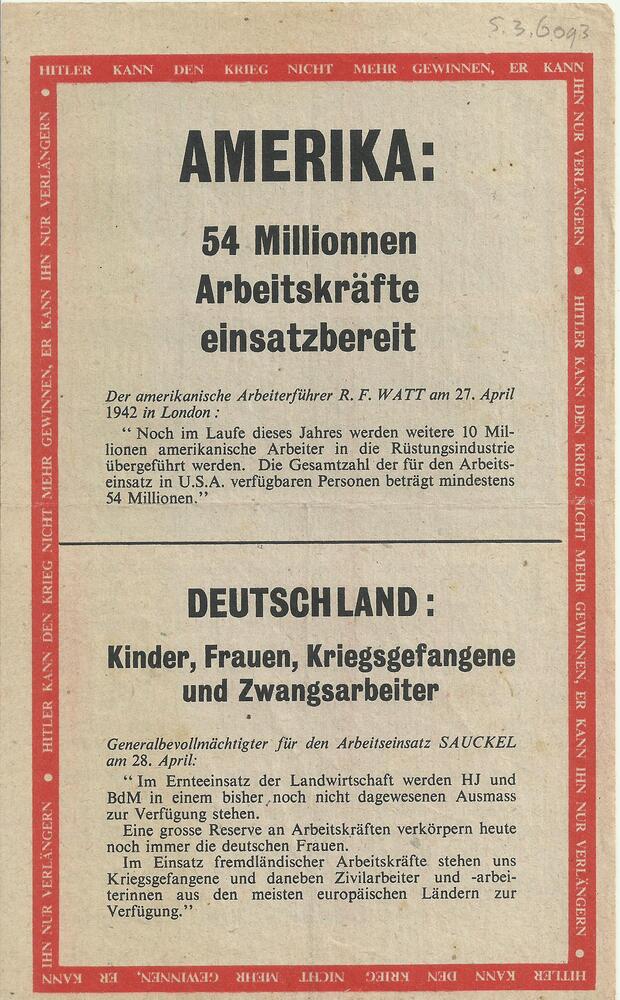 S.3.6093
HITLER KANN DEN KRIEG NICHT MEHR GEWINNEN, ER KANN
IHN NUR VERLÄNGERN • HITLER KANN DEN KRIEG NICHT MEHR GEWINNEN, ER KANN IHN NUR VERLÄNGERN •
HITLER KANN DEN KRIEG NICHT MEHR GEWINNEN, ER KANN
IHN NUR VERLÄNGERN • HITLER KANN DEN KRIEG NICHT MEHR GEWINNEN, ER KANN IHN NUR VERLÄNGERN •
AMERIKA:
54 Millionnen
Arbeitskräfte
einsatzbereit
Der amerikanische Arbeiterführer R. F. WATT am 27. April
1942 in London :
“ Noch im Laufe dieses Jahres werden weitere 10 Mil-
lionen amerikanische Arbeiter in die Rüstungsindustrie
übergeführt werden. Die Gesamtzahl der für den Arbeits-
einsatz in U.S.A. verfügbaren Personen beträgt mindestens
54 Millionen.”
DEUTSCHLAND :
Kinder, Frauen, Kriegsgefangene
und Zwangsarbeiter
Generalbevollmächtigter für den Arbeitseinsatz SAUCKEL
am 28. April:
“ Im Ernteeinsatz der Landwirtschaft werden HJ und
BdM in einem bisher noch nicht dagewesenen Ausmass
zur Verfügung stehen.
Eine grosse Reserve an Arbeitskräften verkörpern heute
noch immer die deutschen Frauen.
Im Einsatz fremdländischer Arbeitskräfte stehen uns
Kriegsgefangene und daneben Zivilarbeiter und -arbei-
terinnen aus den meisten europäischen Ländern zur
Verfügung.”